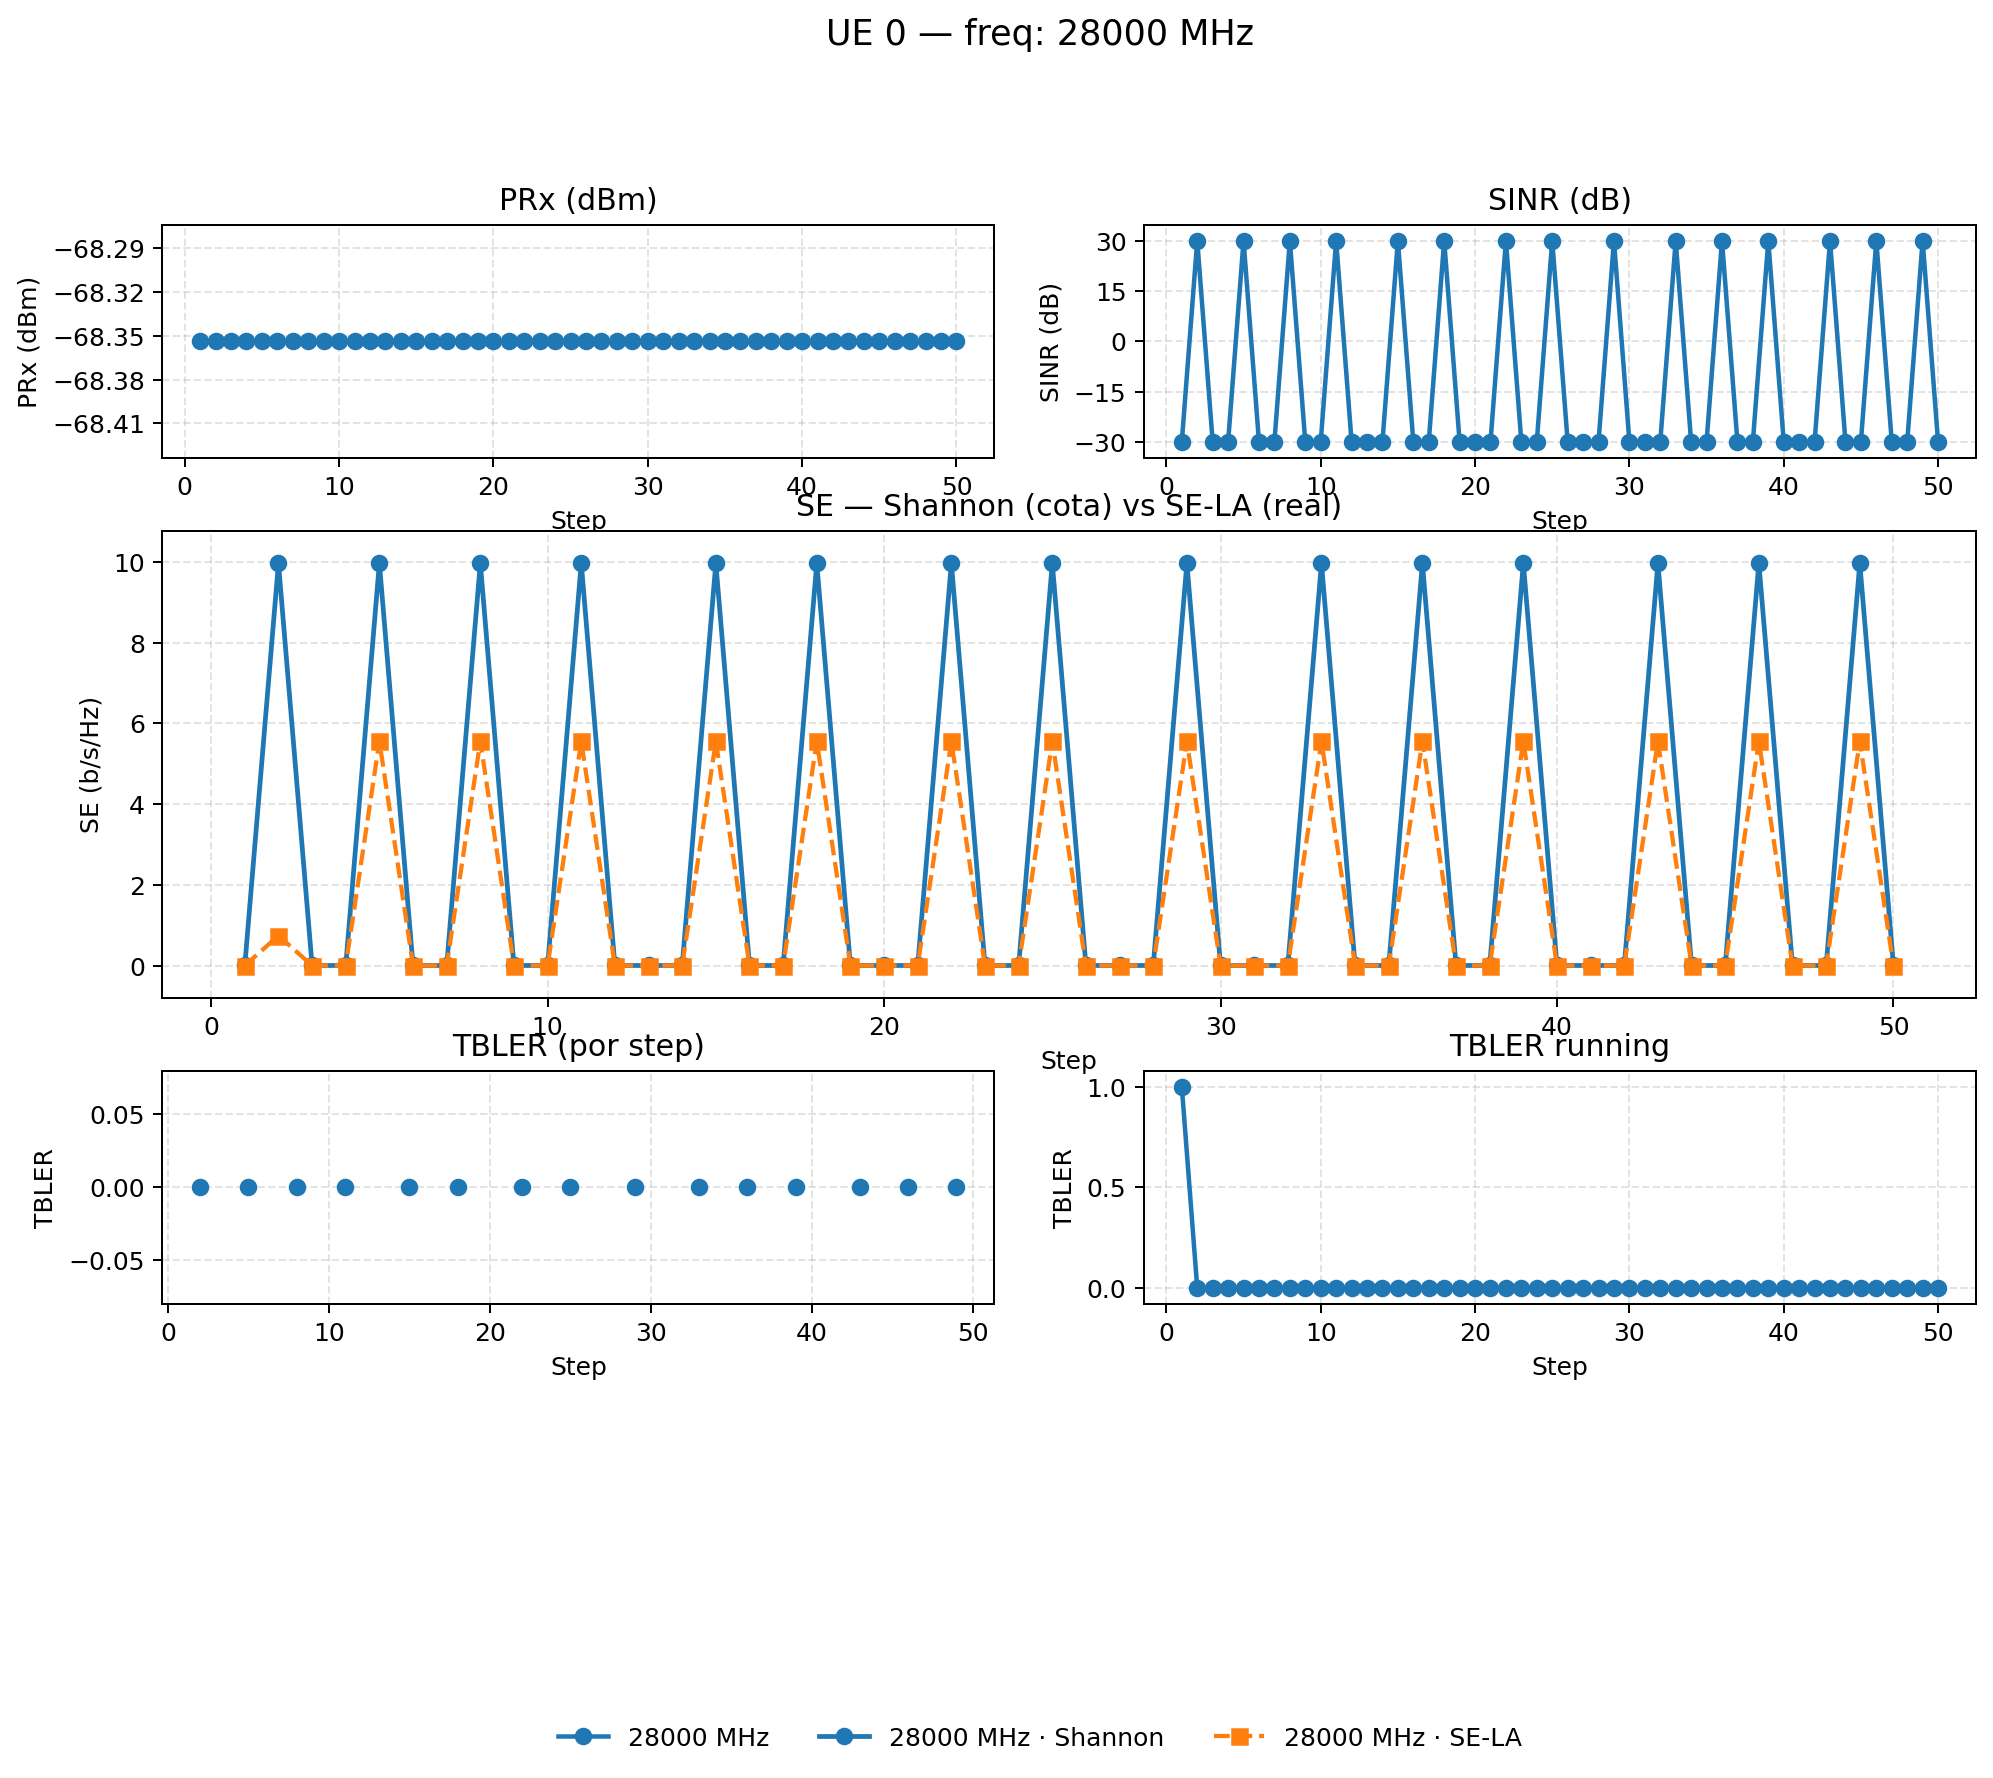 UE 0 — freq: 28000 MHz
PRx (dBm)
PRx (dBm)
−68.29
−68.32
−68.35
−68.38
−68.41
0 10 20 30 40 50
Step
SINR (dB)
SINR (dB)
30
15
0
−15
−30
0 10 20 30 40 50
Step
SE — Shannon (cota) vs SE-LA (real)
SE (b/s/Hz)
10
8
6
4
2
0
0 10 20 30 40 50
Step
TBLER (por step)
TBLER
0.05
0.00
−0.05
0 10 20 30 40 50
Step
TBLER running
TBLER
1.0
0.5
0.0
0 10 20 30 40 50
Step
28000 MHz 28000 MHz · Shannon 28000 MHz · SE-LA